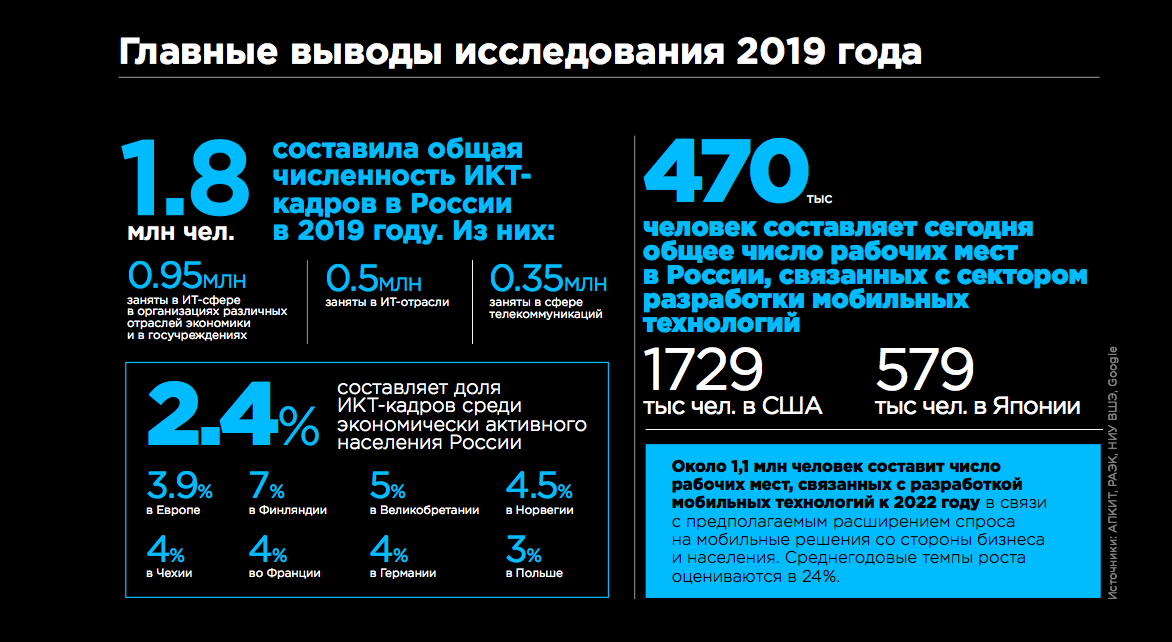 Главные выводы исследования 2019 года
1.8
млн чел.
составила общая
численность ИКТ-
кадров в России
в 2019 году. Из них:
0.95млн
заняты в ИТ-сфере
в организациях различных
отраслей экономики
и в госучреждениях
0.5млн
заняты в ИТ-отрасли
0.35млн
заняты в сфере
телекоммуникаций
2.4%
составляет доля
ИКТ-кадров среди
экономически активного
населения России
3.9%
в Европе
7%
в Финляндии
5%
в Великобретании
4.5%
в Норвегии
4%
в Чехии
4%
во Франции
4%
в Германии
3%
в Польше
470 тыс
человек составляет сегодня
общее число рабочих мест
в России, связанных с сектором
разработки мобильных
технологий
1729
тыс чел. в США
579
тыс чел. в Японии
Около 1,1 млн человек составит число
рабочих мест, связанных с разработкой
мобильных технологий к 2022 году в связи
с предполагаемым расширением спроса
на мобильные решения со стороны бизнеса
и населения. Среднегодовые темпы роста
оцениваются в 24%.
Источники: АПКИТ, РАЭК, НИУ ВШЭ, Google